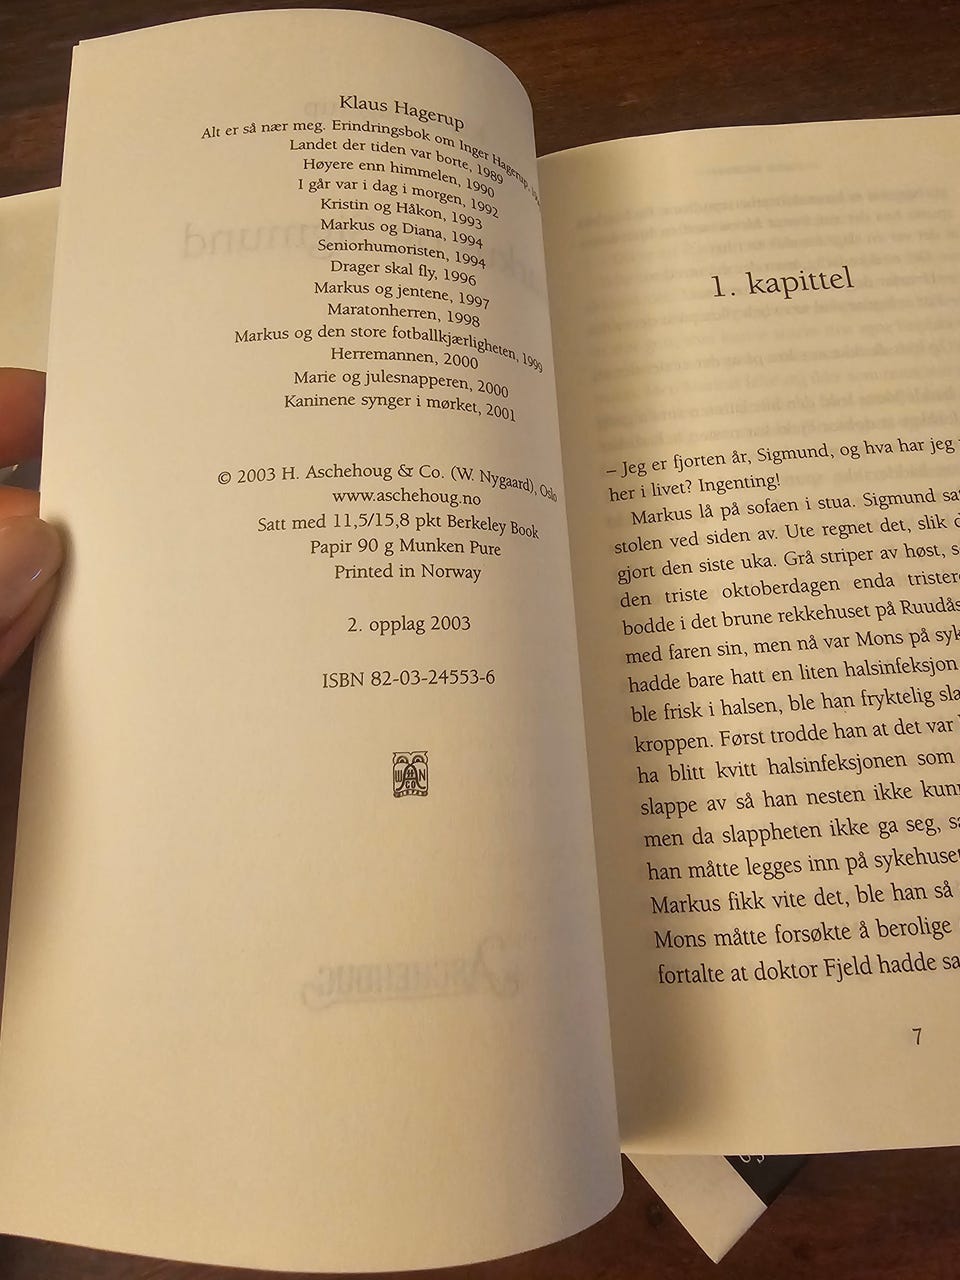 Klaus Hagerup
Alt er så nær meg. Erindringsbok om Inger Hagerup,
Landet der tiden var borte, 1989
Høyere enn himmelen, 1990
I går var i dag i morgen, 1992
Kristin og Håkon, 1993
Markus og Diana, 1994
Seniorhumoristen, 1994
Drager skal fly, 1996
Markus og jentene, 1997
Maratonherren, 1998
Markus og den store fotballkjærligheten, 1999
Herremannen, 2000
Marie og julesnapperen, 2000
Kaninene synger i mørket, 2001
© 2003 H. Aschehoug & Co. (W. Nygaard), Oslo
www.aschehoug.no
Satt med 11,5/15,8 pkt Berkeley Book
Papir 90 g Munken Pure
Printed in Norway
2. opplag 2003
ISBN 82-03-24553-6
ASCHEHOUG
1. kapittel
– Jeg er fjorten år, Sigmund, og hva har jeg
her i livet? Ingenting!
Markus lå på sofaen i stua. Sigmund sa
stolen ved siden av. Ute regnet det, slik d
gjort den siste uka. Grå striper av høst, s
den triste oktoberdagen enda tristere
bodde i det brune rekkehuset på Ruudås
med faren sin, men nå var Mons på syk
hadde bare hatt en liten halsinfeksjon
ble frisk i halsen, ble han fryktelig sla
kroppen. Først trodde han at det var
ha blitt kvitt halsinfeksjonen som
slappe av så han nesten ikke kunn
men da slappheten ikke ga seg, sa
han måtte legges inn på sykehuset
Markus fikk vite det, ble han så
Mons måtte forsøkte å berolige
fortalte at doktor Fjeld hadde sa
7